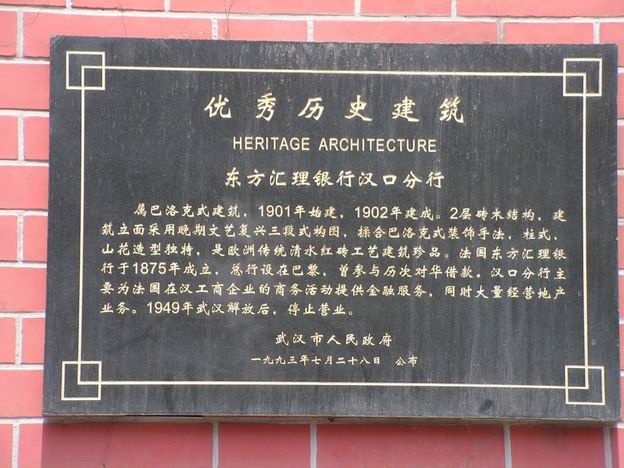 优秀历史建筑
HERITAGE ARCHITECTURE
东方汇理银行汉口分行
属巴洛克式建筑，1901年始建，1902年建成。2层砖木结构，建
筑立面采用晚期文艺复兴三段式构图，揉合巴洛克式装饰手法，柱式、
山花造型独特，是欧洲传统清水红砖工艺建筑珍品。法国东方汇理银
行于1875年成立，总行设在巴黎，曾参与历次对华借款。汉口分行主
要为法国在汉工商企业的商务活动提供金融服务，同时大量经营地产
业务。1949年武汉解放后，停止营业。
武汉市人民政府
一九九三年七月二十八日 公布